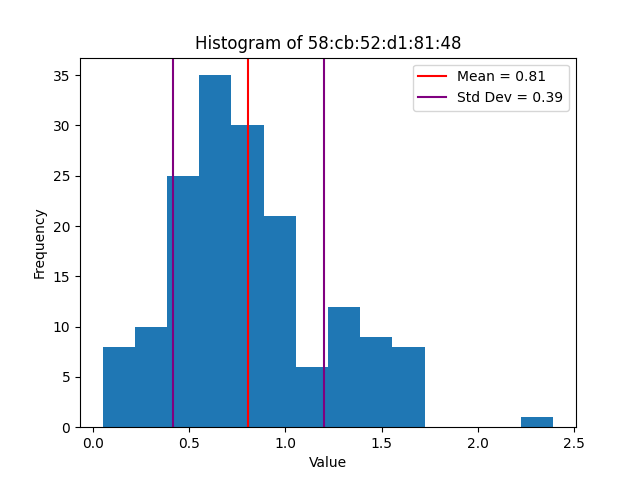 Histogram of 58:cb:52:d1:81:48
Mean = 0.81
Std Dev = 0.39
35
30
25
20
15
10
5
0
Frequency
0.0 0.5 1.0 1.5 2.0 2.5
Value